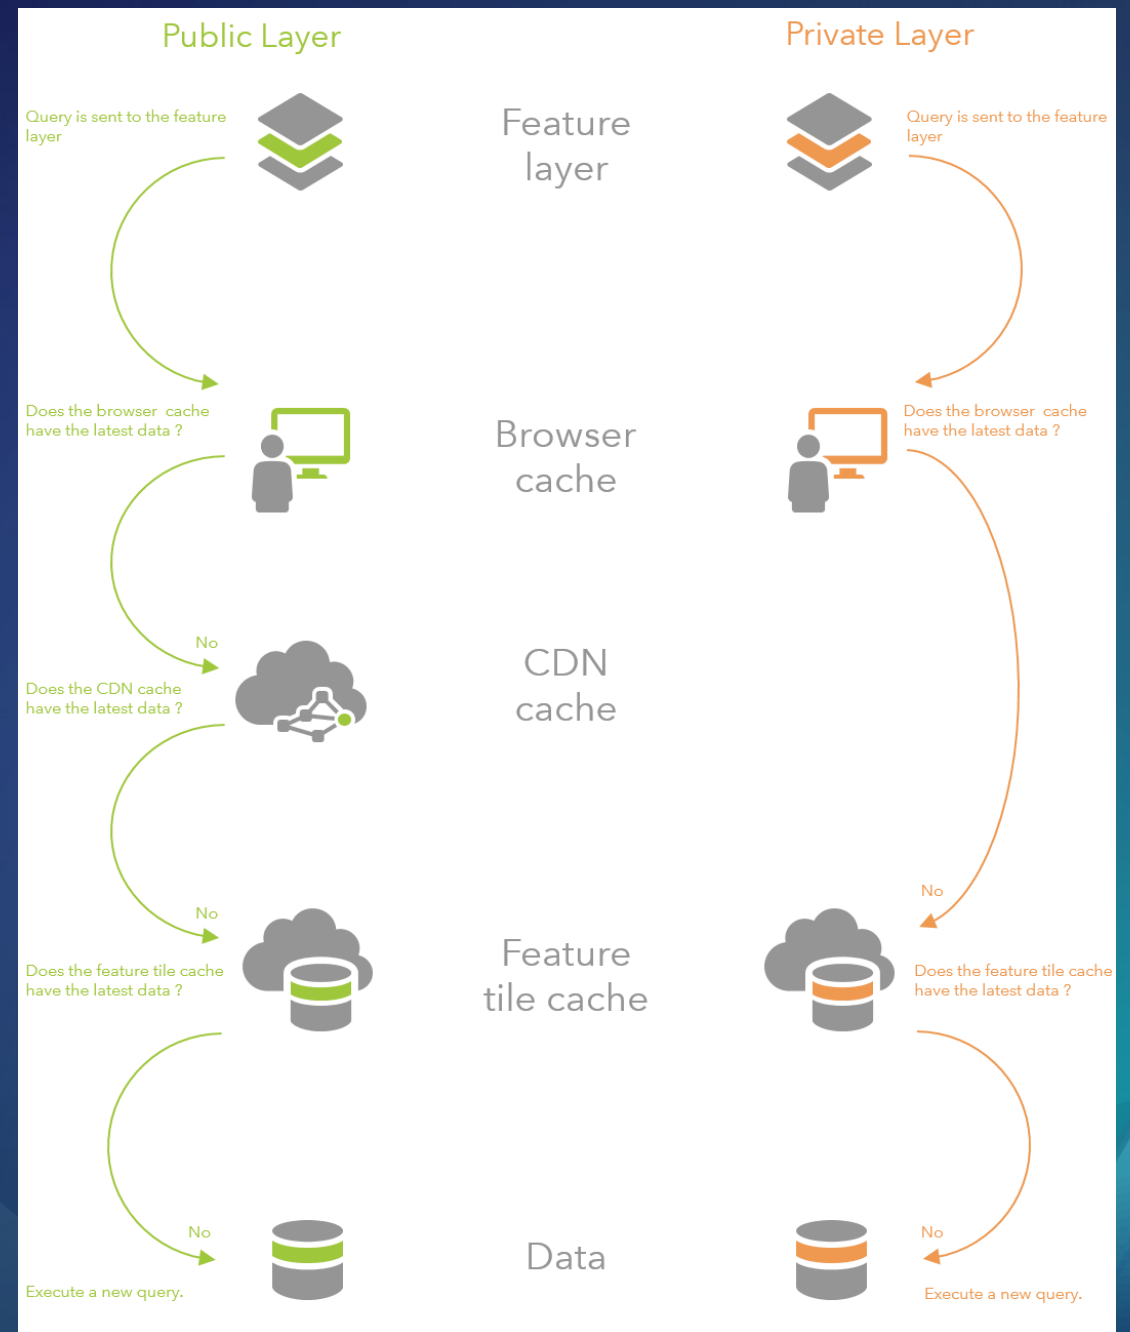 Public Layer
Private Layer
Query is sent to the feature
layer
Feature
layer
Query is sent to the feature
layer
Does the browser cache
have the latest data ?
Browser
cache
Does the browser cache
have the latest data ?
No
CDN
cache
Does the CDN cache
have the latest data ?
No
No
Does the feature tile cache
have the latest data ?
Feature
tile cache
Does the feature tile cache
have the latest data ?
No
No
Data
Execute a new query.
Execute a new query.